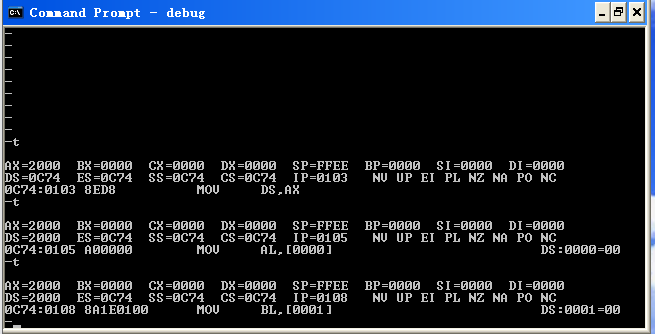 Command Prompt - debug
-
-
-
-
-
-
-
-
-
-t
AX=2000 BX=0000 CX=0000 DX=0000 SP=FFEE BP=0000 SI=0000 DI=0000
DS=0C74 ES=0C74 SS=0C74 CS=0C74 IP=0103 NV UP EI PL NZ NA PO NC
0C74:0103 8ED8 MOV DS,AX
-t
AX=2000 BX=0000 CX=0000 DX=0000 SP=FFEE BP=0000 SI=0000 DI=0000
DS=2000 ES=0C74 SS=0C74 CS=0C74 IP=0105 NV UP EI PL NZ NA PO NC
0C74:0105 A00000 MOV AL,[0000] DS:0000=00
-t
AX=2000 BX=0000 CX=0000 DX=0000 SP=FFEE BP=0000 SI=0000 DI=0000
DS=2000 ES=0C74 SS=0C74 CS=0C74 IP=0108 NV UP EI PL NZ NA PO NC
0C74:0108 8A1E0100 MOV BL,[0001] DS:0001=00
-